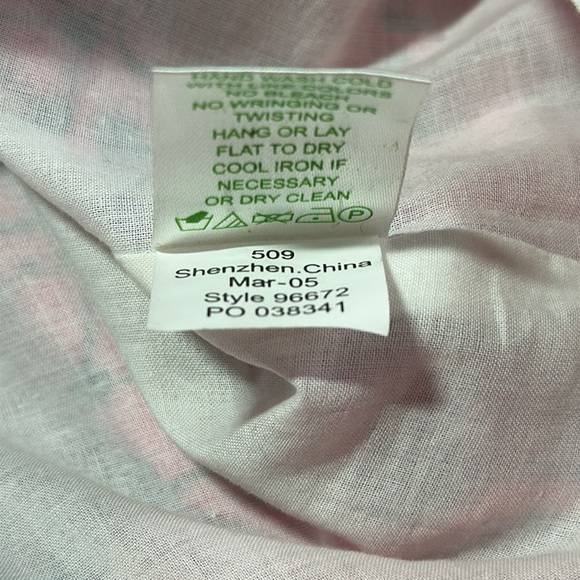 HAND WASH COLD
WITH LIKE COLORS
NO BLEACH
NO WRINGING OR
TWISTING
HANG OR LAY
FLAT TO DRY
COOL IRON IF
NECESSARY
OR DRY CLEAN
P
509
Shenzhen.China
Mar-05
Style 96672
PO 038341